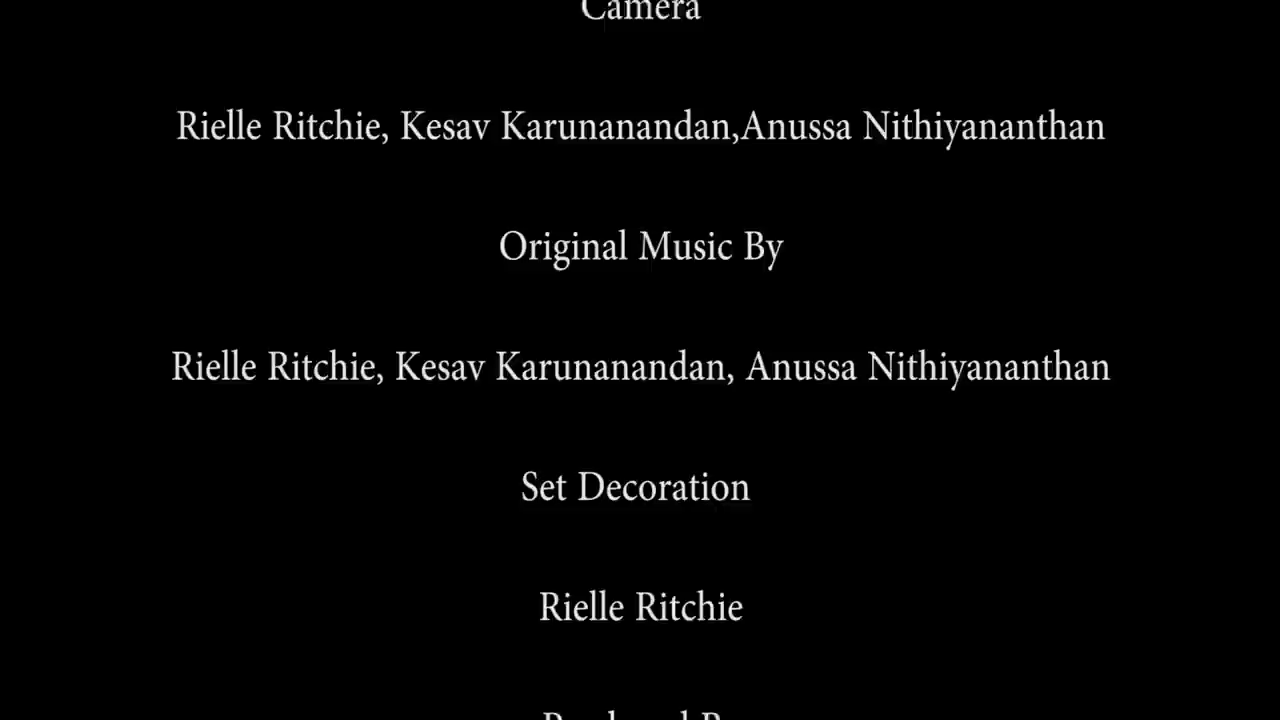 Camera
Rielle Ritchie, Kesav Karunanandan,Anussa Nithiyananthan
Original Music By
Rielle Ritchie, Kesav Karunanandan, Anussa Nithiyananthan
Set Decoration
Rielle Ritchie